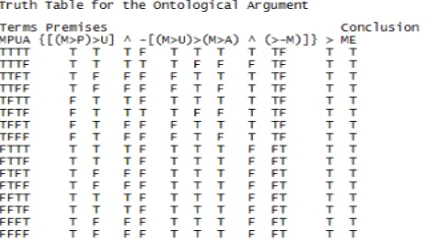 Truth Table for the Ontological Argument
Terms Premises Conclusion
MPUA {[(M>P)>U] ^ -[(M>U)>(M>A) ^ (>-M)]} > ME
TTTT T T T F T T T T TF T T
TTTF T T T T T F F F TF T T
TTFT T F F F F T T T TF T T
TTFF T F F F F T F T TF T T
TFTT F T T F T T T T TF T T
TFTF F T T T T F F F TF T T
TFFT F T F F F T T T TF T T
TFFF F T F F F T F T TF T T
FTTT T T T F T T T F FT T T
FTTF T T T F T T T F FT T T
FTFT T F F F T T T F FT T T
FTFF T F F F T T T F FT T T
FFTT T T T F T T T F FT T T
FFTF T T T F T T T F FT T T
FFFT T F F F T T T F FT T T
FFFF T F F F T T T F FT T T